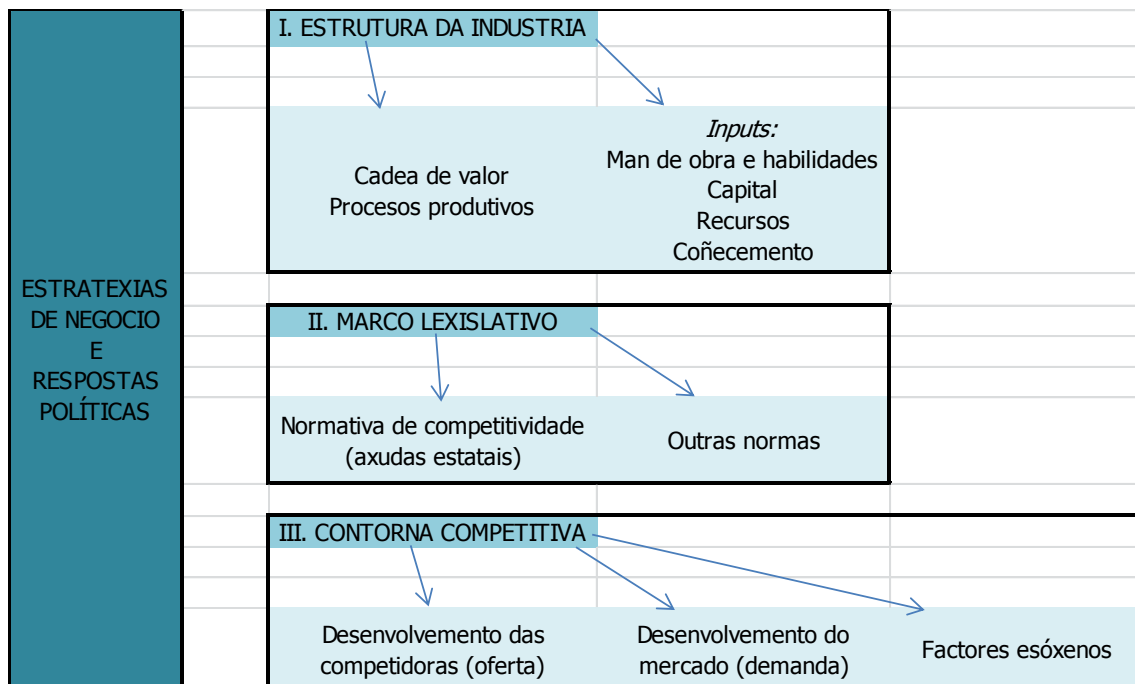 ESTRATEXIAS
DE NEGOCIO
E
RESPOSTAS
POLÍTICAS
I. ESTRUTURA DA INDUSTRIA
Cadea de valor
Procesos produtivos
Inputs:
Man de obra e habilidades
Capital
Recursos
Coñecemento
II. MARCO LEXISLATIVO
Normativa de competitividade
(axudas estatais)
Outras normas
III. CONTORNA COMPETITIVA
Desenvolvemento das
competidoras (oferta)
Desenvolvemento do
mercado (demanda)
Factores esóxenos